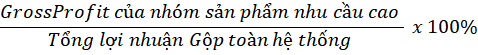 GrossProfit của nhóm sản phẩm nhu cầu cao
Tổng lợi nhuận Gộp toàn hệ thống
x 100%